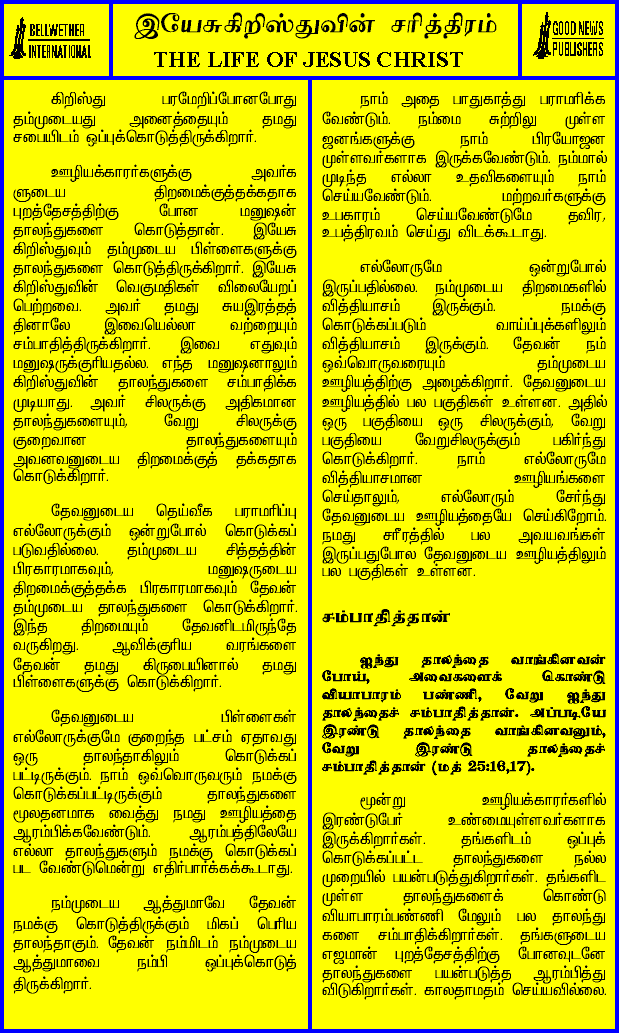 BELLWETHER
INTERNATIONAL
இயேசுகிறிஸ்துவின் சரித்திரம்
THE LIFE OF JESUS CHRIST
GOOD NEWS
PUBLISHERS
கிறிஸ்து பரமேறிப்போனபோது
தம்முடையது அனைத்தையும் தமது
சபையிடம் ஒப்புக்கொடுத்திருக்கிறார்.
ஊழியக்காரர்களுக்கு அவர்க
ளுடைய திறமைக்குத்தக்கதாக
புறத்தேசத்திற்கு போன மனுஷன்
தாலந்துகளை கொடுத்தான். இயேசு
கிறிஸ்துவும் தம்முடைய பிள்ளைகளுக்கு
தாலந்துகளை கொடுத்திருக்கிறார். இயேசு
கிறிஸ்துவின் வெகுமதிகள் விலையேறப்
பெற்றவை. அவர் தமது சுயஇரத்தத்
தினாலே இவையெல்லா வற்றையும்
சம்பாதித்திருக்கிறார். இவை எதுவும்
மனுஷருக்குரியதல்ல. எந்த மனுஷனாலும்
கிறிஸ்துவின் தாலந்துகளை சம்பாதிக்க
முடியாது. அவர் சிலருக்கு அதிகமான
தாலந்துகளையும், வேறு சிலருக்கு
குறைவான தாலந்துகளையும்
அவனவனுடைய திறமைக்குத் தக்கதாக
கொடுக்கிறார்.
தேவனுடைய தெய்வீக பராமரிப்பு
எல்லோருக்கும் ஒன்றுபோல் கொடுக்கப்
படுவதில்லை. தம்முடைய சித்தத்தின்
பிரகாரமாகவும், மனுஷருடைய
திறமைக்குத்தக்க பிரகாரமாகவும் தேவன்
தம்முடைய தாலந்துகளை கொடுக்கிறார்.
இந்த திறமையும் தேவனிடமிருந்தே
வருகிறது. ஆவிக்குரிய வரங்களை
தேவன் தமது கிருபையினால் தமது
பிள்ளைகளுக்கு கொடுக்கிறார்.
தேவனுடைய பிள்ளைகள்
எல்லோருக்குமே குறைந்த பட்சம் ஏதாவது
ஒரு தாலந்தாகிலும் கொடுக்கப்
பட்டிருக்கும். நாம் ஒவ்வொருவரும் நமக்கு
கொடுக்கப்பட்டிருக்கும் தாலந்துகளை
மூலதனமாக வைத்து நமது ஊழியத்தை
ஆரம்பிக்கவேண்டும். ஆரம்பத்திலேயே
எல்லா தாலந்துகளும் நமக்கு கொடுக்கப்
பட வேண்டுமென்று எதிர்பார்க்கக்கூடாது.
நம்முடைய ஆத்துமாவே தேவன்
நமக்கு கொடுத்திருக்கும் மிகப் பெரிய
தாலந்தாகும். தேவன் நம்மிடம் நம்முடைய
ஆத்துமாவை நம்பி ஒப்புக்கொடுத்
திருக்கிறார்.
நாம் அதை பாதுகாத்து பராமரிக்க
வேண்டும். நம்மை சுற்றிலு முள்ள
ஜனங்களுக்கு நாம் பிரயோஜன
முள்ளவர்களாக இருக்கவேண்டும். நம்மால்
முடிந்த எல்லா உதவிகளையும் நாம்
செய்யவேண்டும். மற்றவர்களுக்கு
உபகாரம் செய்யவேண்டுமே தவிர,
உபத்திரவம் செய்து விடக்கூடாது.
எல்லோருமே ஒன்றுபோல்
இருப்பதில்லை. நம்முடைய திறமைகளில்
வித்தியாசம் இருக்கும். நமக்கு
கொடுக்கப்படும் வாய்ப்புக்களிலும்
வித்தியாசம் இருக்கும். தேவன் நம்
ஒவ்வொருவரையும் தம்முடைய
ஊழியத்திற்கு அழைக்கிறார். தேவனுடைய
ஊழியத்தில் பல பகுதிகள் உள்ளன. அதில்
ஒரு பகுதியை ஒரு சிலருக்கும், வேறு
பகுதியை வேறுசிலருக்கும் பகிர்ந்து
கொடுக்கிறார். நாம் எல்லோருமே
வித்தியாசமான ஊழியங்களை
செய்தாலும், எல்லோரும் சேர்ந்து
தேவனுடைய ஊழியத்தையே செய்கிறோம்.
நமது சரீரத்தில் பல அவயவங்கள்
இருப்பதுபோல தேவனுடைய ஊழியத்திலும்
பல பகுதிகள் உள்ளன.
சம்பாதித்தான்
ஐந்து தாலந்தை வாங்கினவன்
போய், அவைகளைக் கொண்டு
வியாபாரம் பண்ணி, வேறு ஐந்து
தாலந்தைச் சம்பாதித்தான். அப்படியே
இரண்டு தாலந்தை வாங்கினவனும்,
வேறு இரண்டு தாலந்தைச்
சம்பாதித்தான் (மத் 25:16,17).
மூன்று ஊழியக்காரர்களில்
இரண்டுபேர் உண்மையுள்ளவர்களாக
இருக்கிறார்கள். தங்களிடம் ஒப்புக்
கொடுக்கப்பட்ட தாலந்துகளை நல்ல
முறையில் பயன்படுத்துகிறார்கள். தங்களிட
முள்ள தாலந்துகளைக் கொண்டு
வியாபாரம்பண்ணி மேலும் பல தாலந்து
களை சம்பாதிக்கிறார்கள். தங்களுடைய
எஜமான் புறத்தேசத்திற்கு போனவுடனே
தாலந்துகளை பயன்படுத்த ஆரம்பித்து
விடுகிறார்கள். காலதாமதம் செய்யவில்லை.